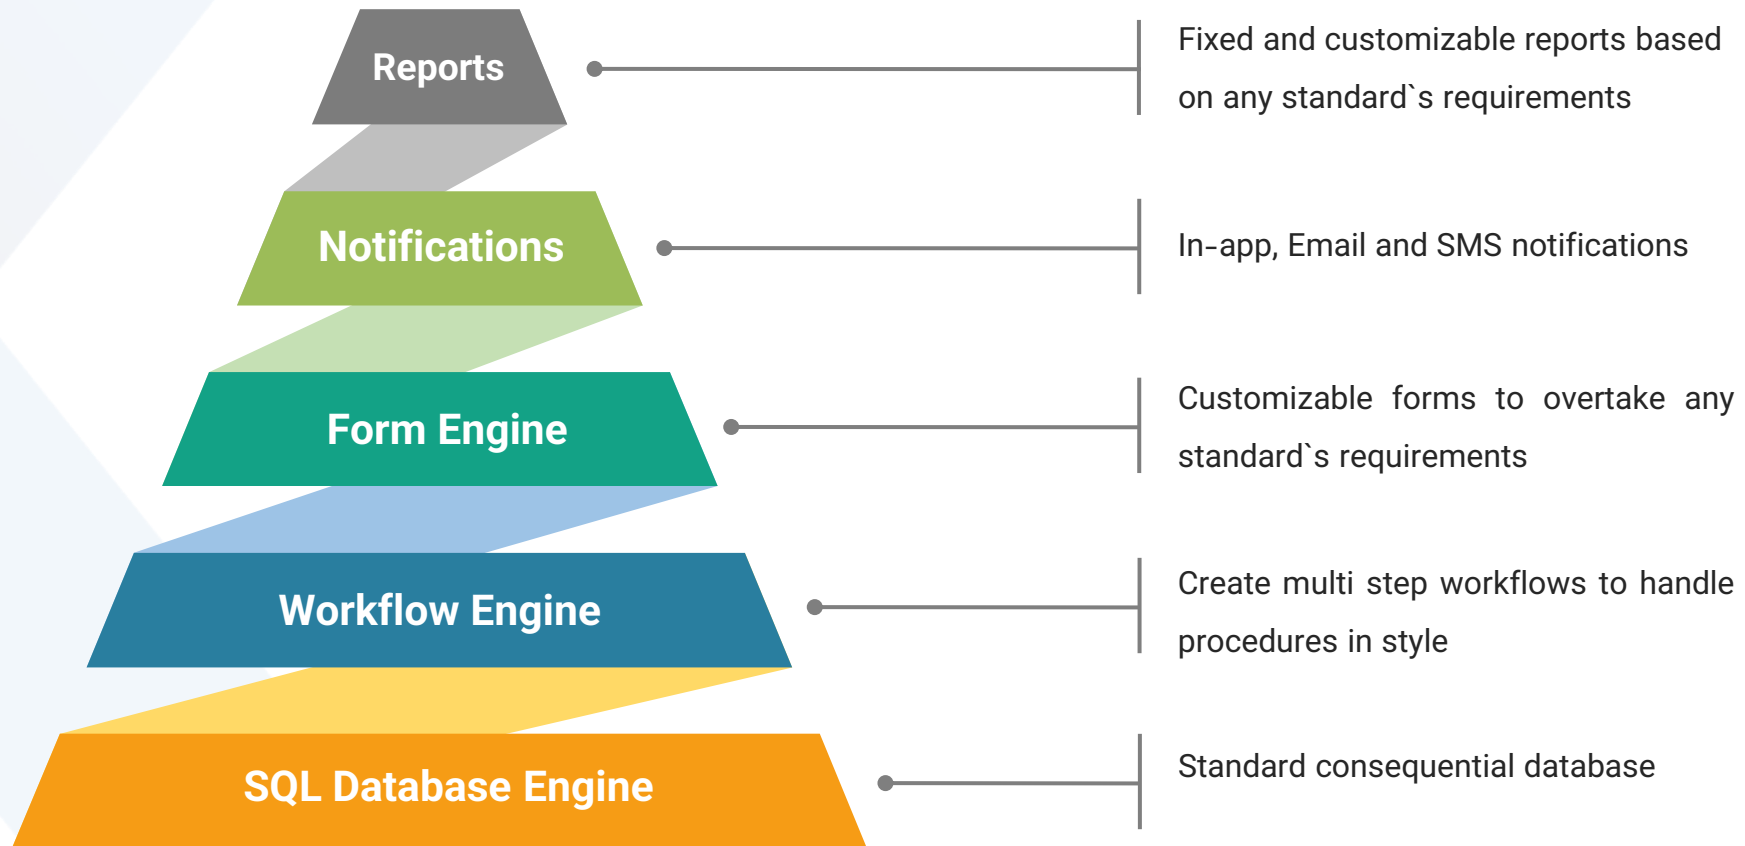 Reports
Fixed and customizable reports based
on any standard`s requirements
Notifications
In-app, Email and SMS notifications
Form Engine
Customizable forms to overtake any
standard`s requirements
Workflow Engine
Create multi step workflows to handle
procedures in style
SQL Database Engine
Standard consequential database